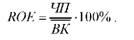 ROE = ЧП / ВК · 100% .